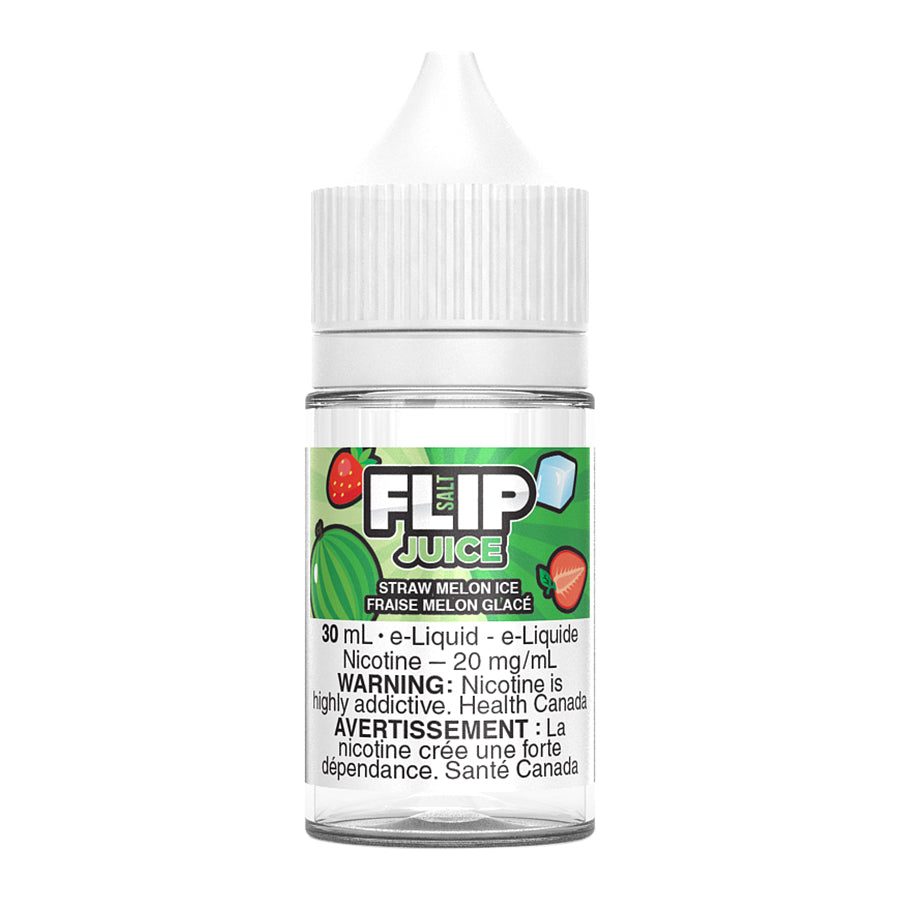 FLIP
SALT
JUICE
STRAW MELON ICE
FRAISE MELON GLACÉ
30 mL • e-Liquid - e-Liquide
Nicotine – 20 mg/mL
WARNING: Nicotine is
highly addictive. Health Canada
AVERTISSEMENT : La
nicotine crée une forte
dépendance. Santé Canada